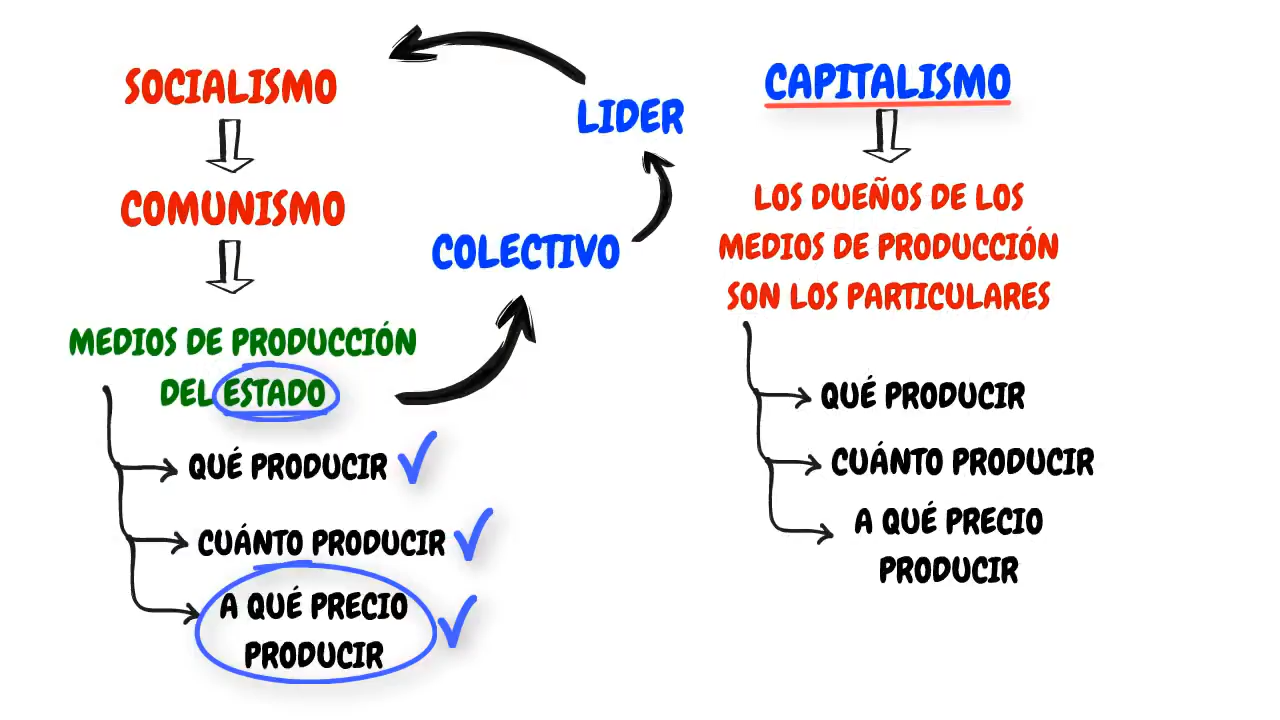 SOCIALISMO
COMUNISMO
MEDIOS DE PRODUCCIÓN
DEL ESTADO
QUÉ PRODUCIR
CUÁNTO PRODUCIR
A QUÉ PRECIO
PRODUCIR
COLECTIVO
LIDER
CAPITALISMO
LOS DUEÑOS DE LOS
MEDIOS DE PRODUCCIÓN
SON LOS PARTICULARES
QUÉ PRODUCIR
CUÁNTO PRODUCIR
A QUÉ PRECIO
PRODUCIR